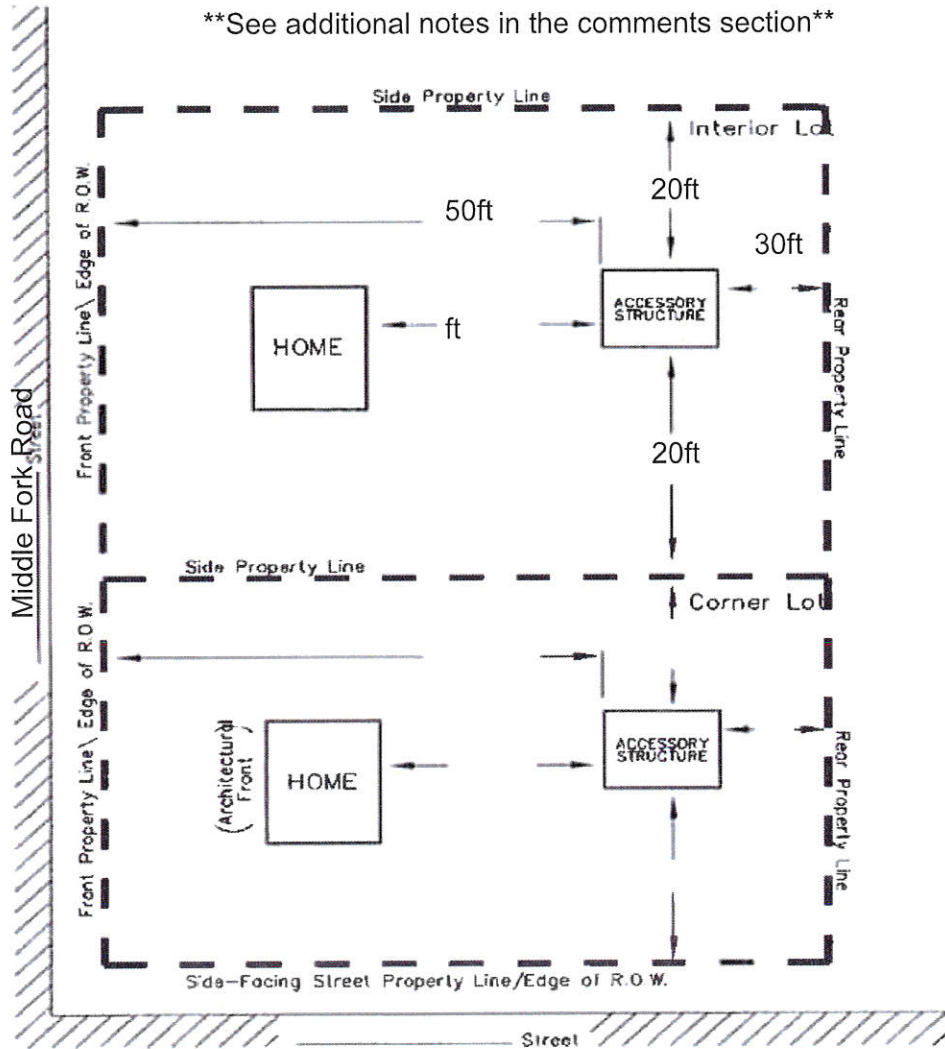 **See additional notes in the comments section**
Side Property Line
Interior Lot
Front Property Line\ Edge of R.O.W.
20ft
50ft
30ft
ACCESSORY
STRUCTURE
HOME
ft
Rear Property Line
Middle Fork Road
Street
20ft
Side Property Line
Corner Lot
Front Property Line\ Edge of R.O.W.
(Architectural
Front)
HOME
ACCESSORY
STRUCTURE
Rear Property Line
Side-Facing Street Property Line/Edge of R.O.W.
Street